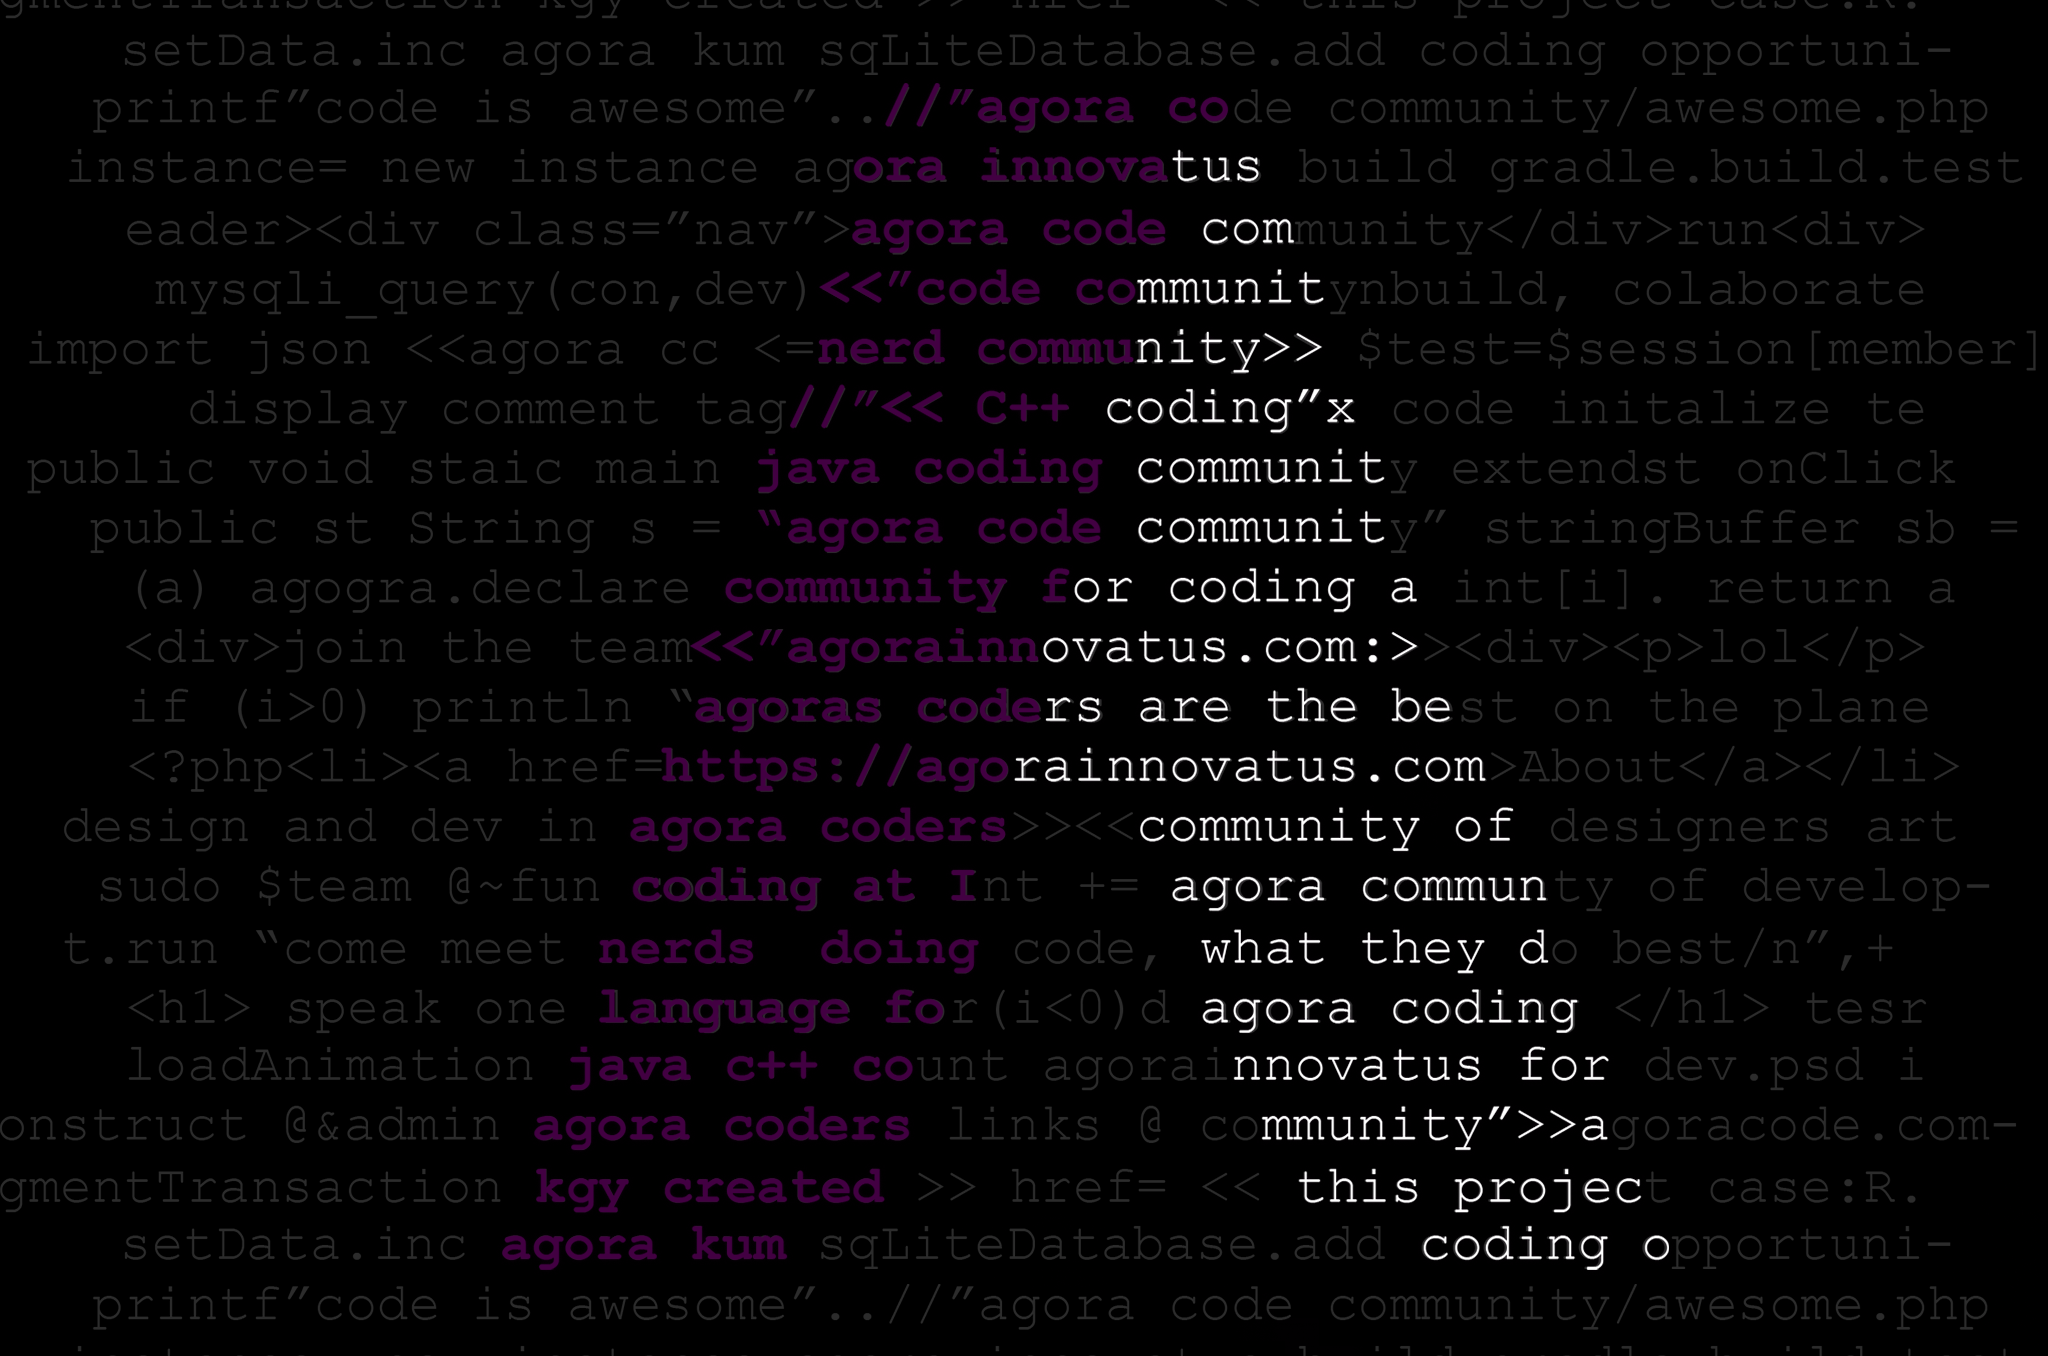 gmentTransaction kgy created >> href= << this project case:R.
setData.inc agora kum sqLiteDatabase.add coding opportuni-
printf"code is awesome"..//"agora code community/awesome.php
instance= new instance agora innovatus build gradle.build.test
eader><div class="nav">agora code community</div>run<div>
mysqli_query(con,dev)<<"code communitynbuild, colaborate
import json <<agora cc <=nerd community>> $test=$session[member]
display comment tag//"<< C++ coding"x code initalize te
public void staic main java coding community extendst onClick
public st String s = "agora code community" stringBuffer sb =
(a) agogra.declare community for coding a int[i]. return a
<div>join the team<<"agorainnovatus.com:>><div><p>lol</p>
if (i>0) println "agoras coders are the best on the plane
<?php<li><a href=https://agorainnovatus.com>About</a></li>
design and dev in agora coders>><<community of designers art
sudo $team @~fun coding at Int += agora communty of develop-
t.run "come meet nerds  doing code, what they do best/n",+
<h1> speak one language for(i<0)d agora coding </h1> tesr
loadAnimation java c++ count agorainnovatus for dev.psd i
onstruct @&admin agora coders links @ community">>agoracode.com-
gmentTransaction kgy created >> href= << this project case:R.
setData.inc agora kum sqLiteDatabase.add coding opportuni-
printf"code is awesome"..//"agora code community/awesome.php